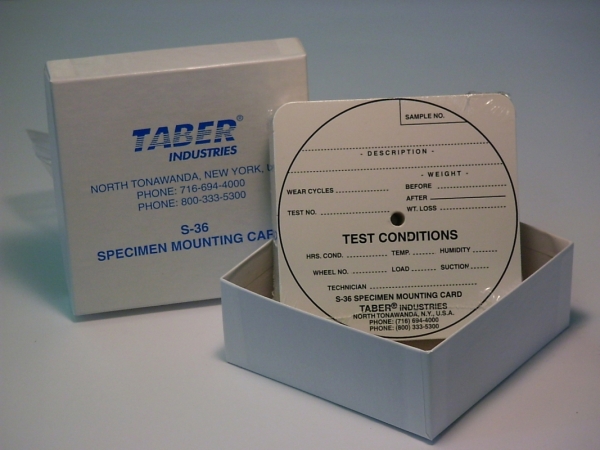 TABER®
INDUSTRIES
NORTH TONAWANDA, NEW YORK,
PHONE: 716-694-4000
PHONE: 800-333-5300
S-36
SPECIMEN MOUNTING CARD
SAMPLE NO.
- DESCRIPTION -
- WEIGHT -
WEAR CYCLES BEFORE
AFTER
TEST NO. WT. LOSS
TEST CONDITIONS
HRS. COND. TEMP. HUMIDITY
WHEEL NO. LOAD SUCTION
TECHNICIAN
S-36 SPECIMEN MOUNTING CARD
TABER® INDUSTRIES
NORTH TONAWANDA, N.Y., U.S.A.
PHONE: (716) 694-4000
PHONE: (800) 333-5300